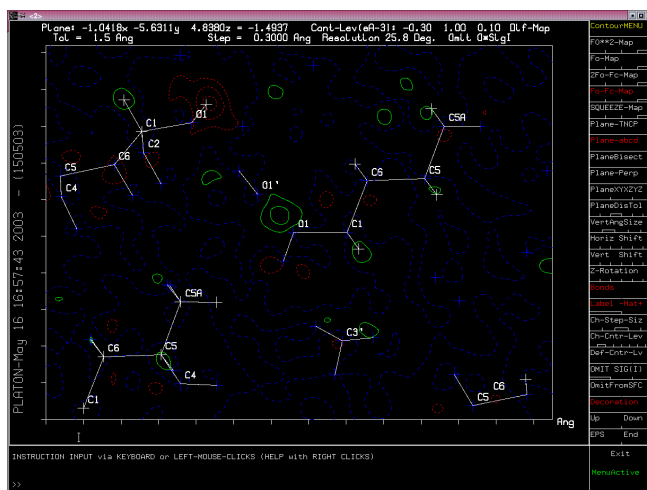 <2>
Plane: -1.0418x -5.6311y 4.8380z = -1.4937 Cont-Lev(eA-3): -0.30 1.00 0.10 DLf-Map
Tol = 1.5 Ang Step = 0.3000 Ang Resolution 25.8 Deg. Omit 0*SigI
PLATON-May 16 16:57:43 2003 - (150503)
O1
C1
C2
C6
C5
C4
C5A
C6
C5
O1'
O1
C1
C5A
C6
C5
C4
C1
C3'
C6
C5
Ang
INSTRUCTION INPUT via KEYBOARD or LEFT-MOUSE-CLICKS (HELP with RIGHT CLICKS)
>>
ContourMENU
FO**2-Map
Fo-Map
2Fo-Fc-Map
Fo-Fc-Map
SQUEEZE-Map
Plane-TNCP
Plane-abcd
PlaneBisect
Plane-Perp
PlaneXYZXYZ
PlaneDisTol
VertAngSize
Horiz Shift
Vert Shift
Z-Rotation
Bonds
Label -Hat+
Ch-Step-Siz
Ch-Cntr-Lev
Def-Cntr-Lv
OMIT SIG(I)
OmitFromSFC
Decoration
Up Down
EPS End
Exit
MenuActive